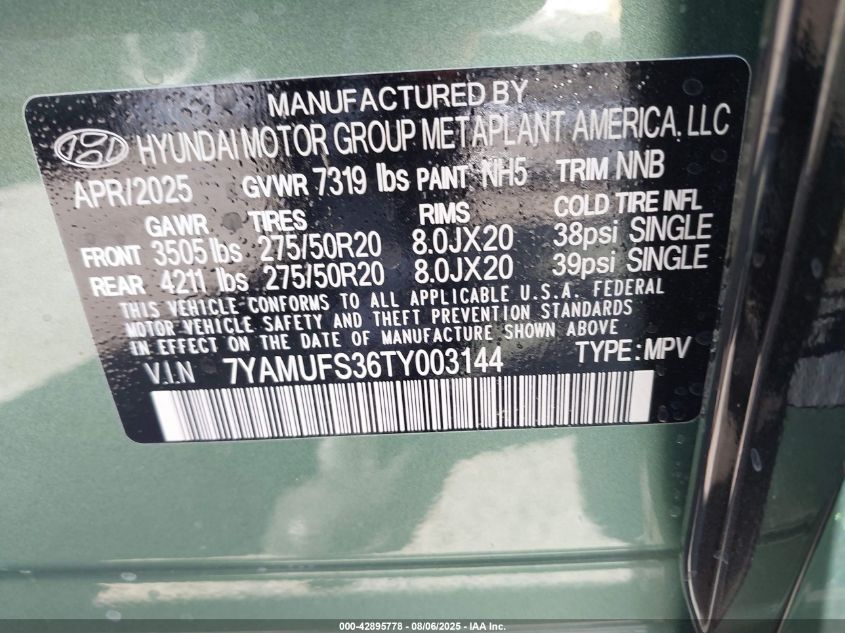 MANUFACTURED BY
HYUNDAI MOTOR GROUP METAPLANT AMERICA, LLC
APR/2025 GVWR 7319 lbs PAINT NH5 TRIM NNB
GAWR TIRES RIMS COLD TIRE INFL
FRONT 3505 lbs 275/50R20 8.0JX20 38psi SINGLE
REAR 4211 lbs 275/50R20 8.0JX20 39psi SINGLE
THIS VEHICLE CONFORMS TO ALL APPLICABLE U.S.A. FEDERAL
MOTOR VEHICLE SAFETY AND THEFT PREVENTION STANDARDS
IN EFFECT ON THE DATE OF MANUFACTURE SHOWN ABOVE
V.I.N 7YAMUFS36TY003144 TYPE:MPV
000-42895778 - 08/06/2025 - IAA Inc.